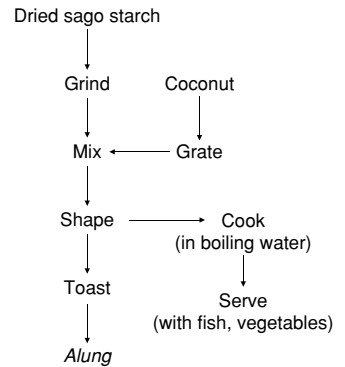 Dried sago starch
Grind
Coconut
Mix
Grate
Shape
Cook
(in boiling water)
Toast
Serve
(with fish, vegetables)
Alung